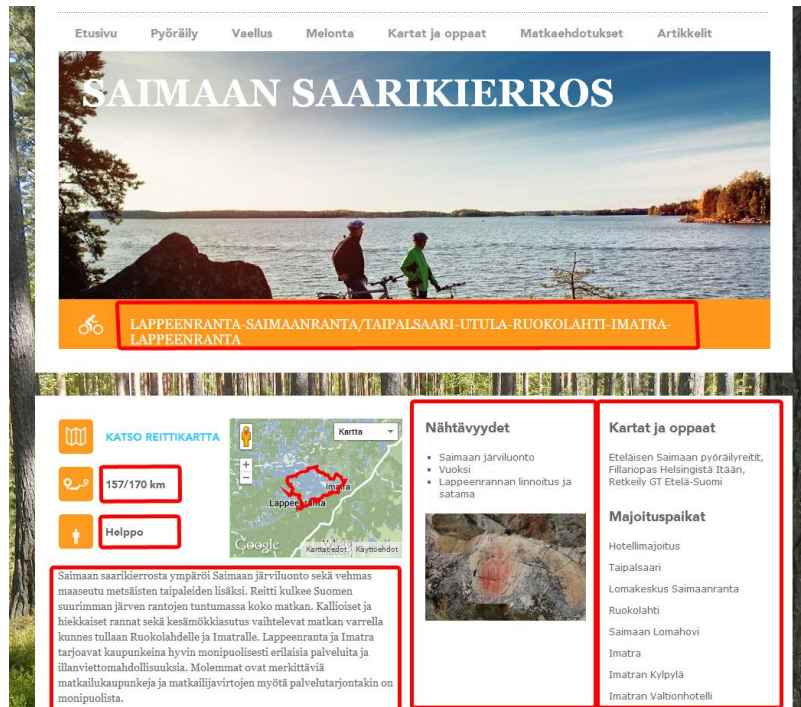 Etusivu Pyöräily Vaellus Melonta Kartat ja oppaat Matkaehdotukset Artikkelit
SAIMAAN SAARIKIERROS
LAPPEENRANTA-SAIMAANRANTA/TAIPALSAARI-UTULA-RUOKOLAHTI-IMATRA-
LAPPEENRANTA
KATSO REITTIKARTTA
157/170 km
Helppo
Kartta
Imatra
Lappeenranta
Google
Karttatiedot Käyttöehdot
Saimaan saarikierrosta ympäröi Saimaan järviluonto sekä vehmas
maaseutu metsäisten taipaleiden lisäksi. Reitti kulkee Suomen
suurimman järven rantojen tuntumassa koko matkan. Kallioiset ja
hiekkaiset rannat sekä kesämökkiasutus vaihtelevat matkan varrella
kunnes tullaan Ruokolahdelle ja Imatralle. Lappeenranta ja Imatra
tarjoavat kaupunkeina hyvin monipuolisesti erilaisia palveluita ja
illanviettomahdollisuuksia. Molemmat ovat merkittäviä
matkailukaupunkeja ja matkailijavirtojen myötä palvelutarjontakin on
monipuolista.
Nähtävyydet
Saimaan järviluonto
Vuoksi
Lappeenrannan linnoitus ja
satama
Kartat ja oppaat
Eteläisen Saimaan pyöräilyreitit,
Fillariopas Helsingistä Itään,
Retkeily GT Etelä-Suomi
Majoituspaikat
Hotellimajoitus
Taipalsaari
Lomakeskus Saimaanranta
Ruokolahti
Saimaan Lomahovi
Imatra
Imatran Kylpylä
Imatran Valtionhotelli